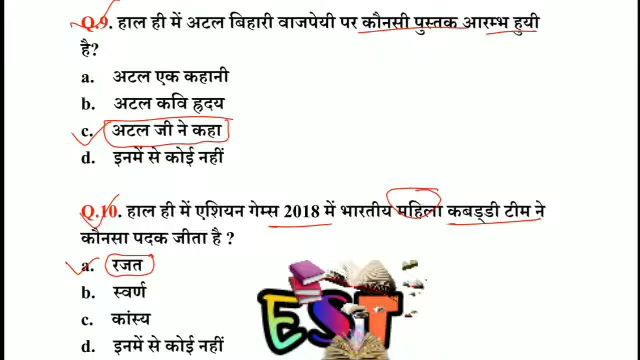 Q.9. हाल ही में अटल बिहारी वाजपेयी पर कौनसी पुस्तक आरम्भ हुयी
है?
a. अटल एक कहानी
b. अटल कवि ह्रदय
c. अटल जी ने कहा
d. इनमें से कोई नहीं
Q.10. हाल ही में एशियन गेम्स 2018 में भारतीय महिला कबड्डी टीम ने
कौनसा पदक जीता है ?
a. रजत
b. स्वर्ण
c. कांस्य
d. इनमें से कोई नहीं
EST